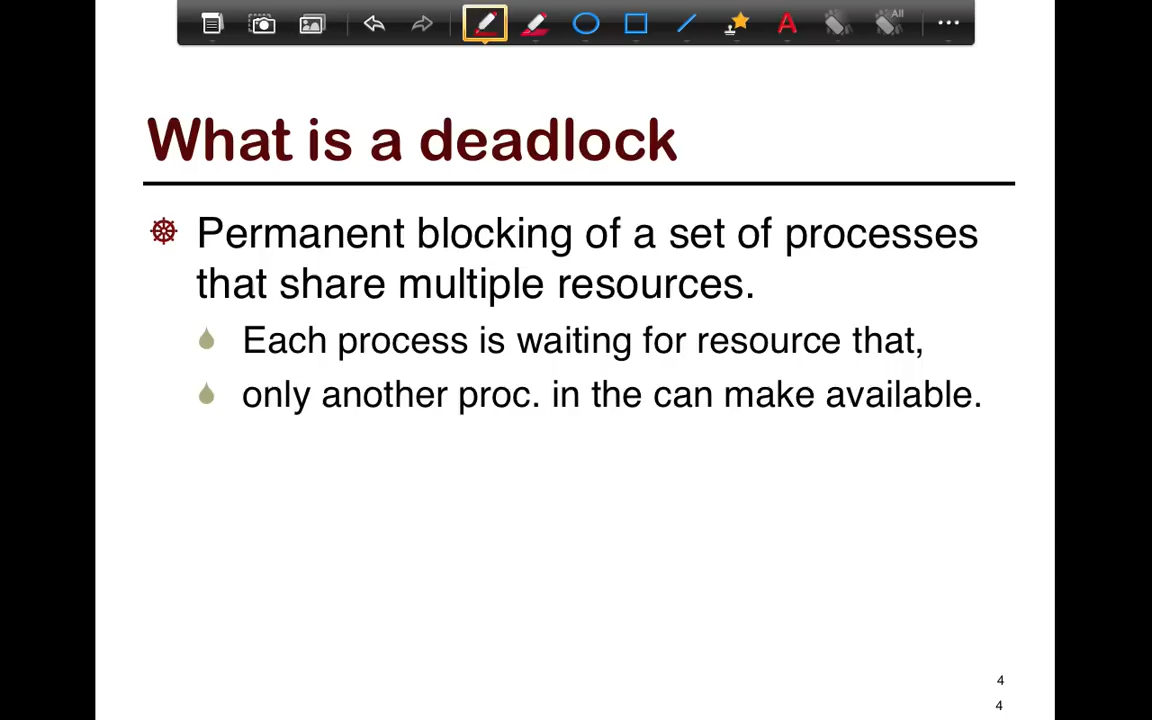 All
A
What is a deadlock
Permanent blocking of a set of processes
that share multiple resources.
Each process is waiting for resource that,
only another proc. in the can make available.
4
4